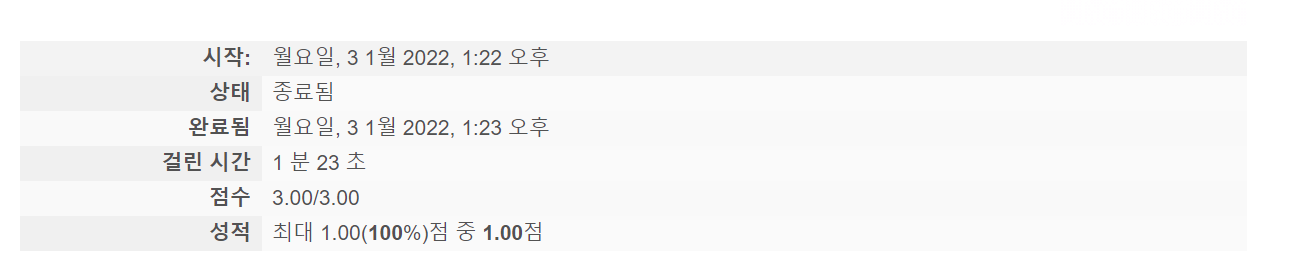 시작: 월요일, 3 1월 2022, 1:22 오후
상태 종료됨
완료됨 월요일, 3 1월 2022, 1:23 오후
걸린 시간 1 분 23 초
점수 3.00/3.00
성적 최대 1.00(100%)점 중 1.00점